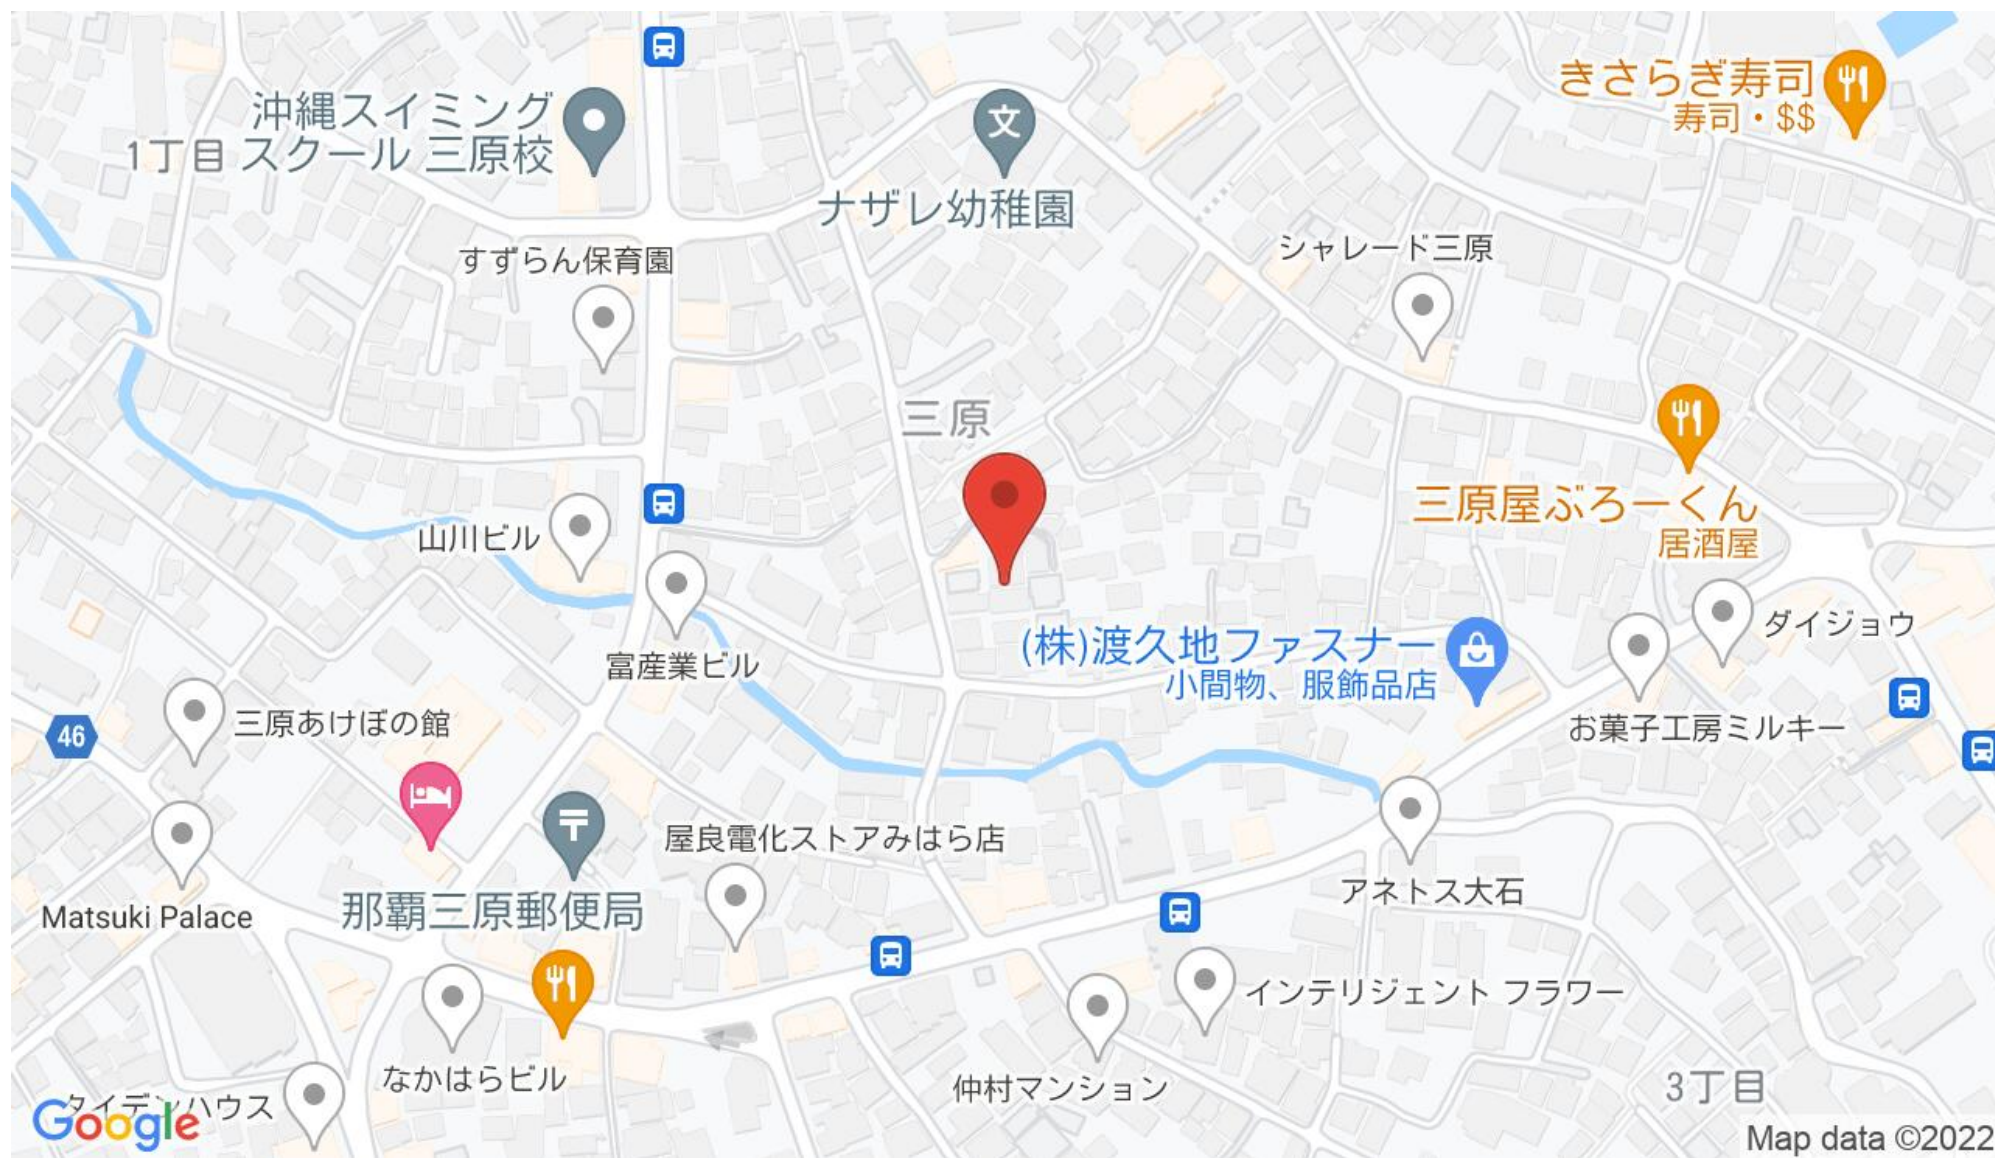 きさらぎ寿司
寿司・$$
沖縄スイミング
スクール 三原校
1丁目
文
ナザレ幼稚園
すずらん保育園
シャレード三原
三原
三原屋ぶろーくん
居酒屋
山川ビル
ダイジョウ
(株)渡久地ファスナー
小間物、服飾品店
富産業ビル
三原あけぼの館
46
お菓子工房ミルキー
屋良電化ストアみはら店
アネトス大石
Matsuki Palace
那覇三原郵便局
インテリジェント フラワー
なかはらビル
仲村マンション
3丁目
タイデンハウス
Google
Map data ©2022